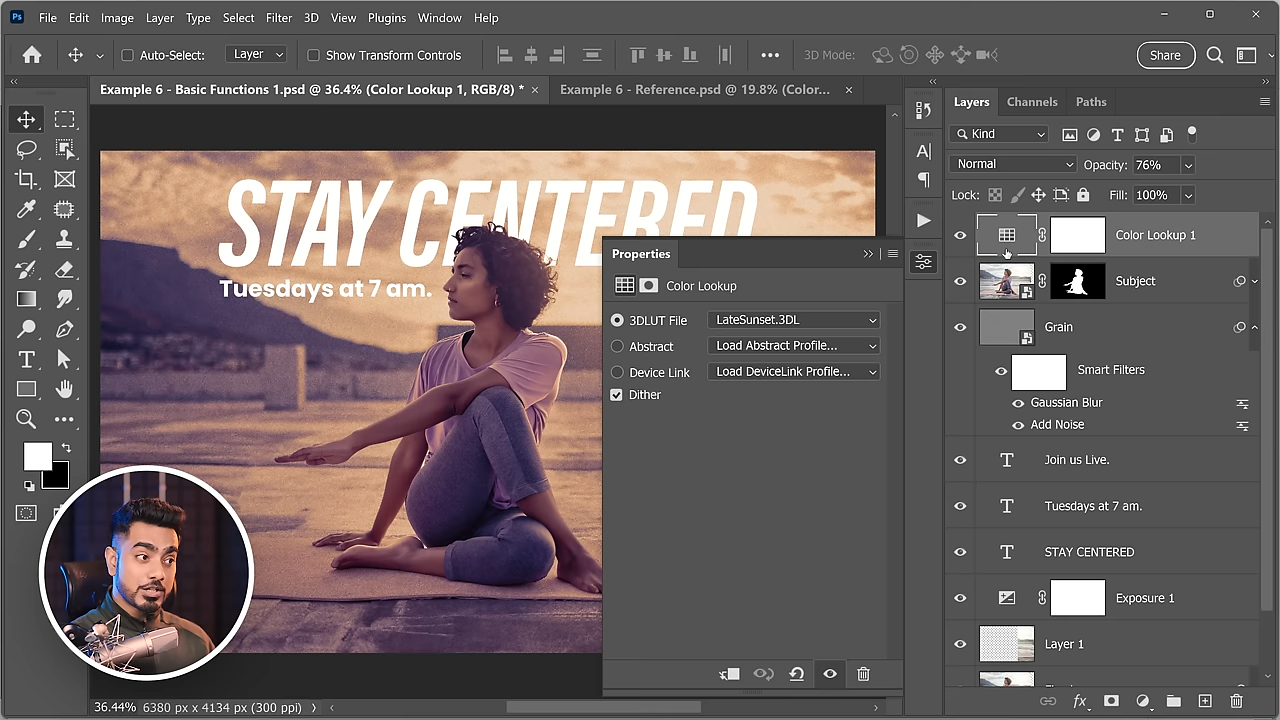 Ps File Edit Image Layer Type Select Filter 3D View Plugins Window Help
Auto-Select: Layer Show Transform Controls ••• 3D Mode: Share
Example 6 - Basic Functions 1.psd @ 36.4% (Color Lookup 1, RGB/8) * × Example 6 - Reference.psd @ 19.8% (Color... ×
STAY CENTERED
Tuesdays at 7 am.
Properties
Color Lookup
3DLUT File LateSunset.3DL
Abstract Load Abstract Profile...
Device Link Load DeviceLink Profile...
Dither
Layers Channels Paths
Kind
Normal Opacity: 76%
Lock: Fill: 100%
Color Lookup 1
Subject
Grain
Smart Filters
Gaussian Blur
Add Noise
T Join us Live.
T Tuesdays at 7 am.
T STAY CENTERED
Exposure 1
Layer 1
fx
36.44% 6380 px x 4134 px (300 ppi)